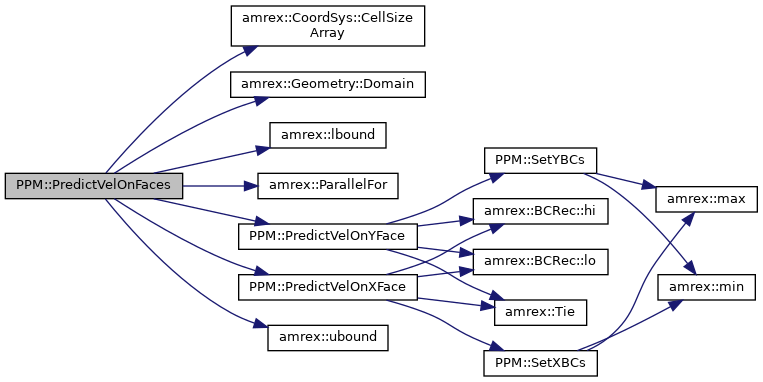 amrex::CoordSys::CellSize
Array
amrex::Geometry::Domain
amrex::lbound
PPM::SetYBCs
PPM::PredictVelOnFaces
amrex::ParallelFor
amrex::max
amrex::BCRec::hi
PPM::PredictVelOnYFace
amrex::BCRec::lo
PPM::PredictVelOnXFace
amrex::min
amrex::Tie
amrex::ubound
PPM::SetXBCs